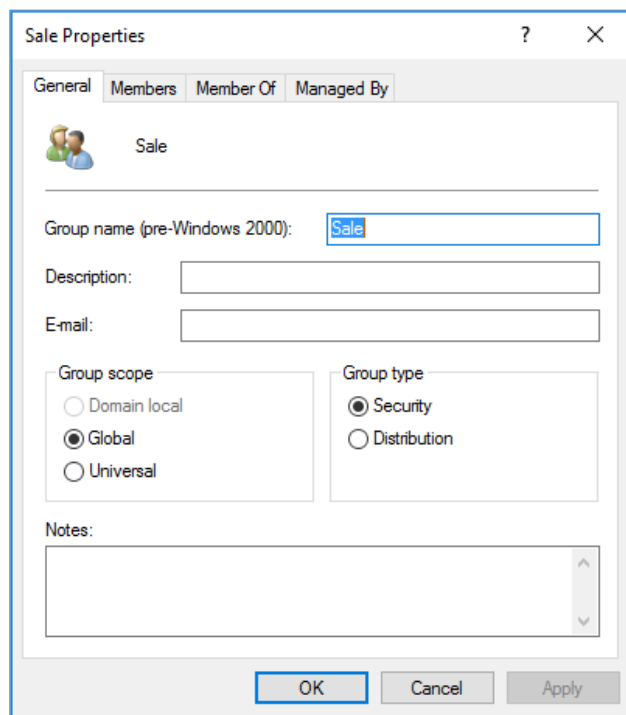 Sale Properties
General Members Member Of Managed By
Sale
Group name (pre-Windows 2000): Sale
Description:
E-mail:
Group scope
Domain local
Global
Universal
Group type
Security
Distribution
Notes:
OK Cancel Apply